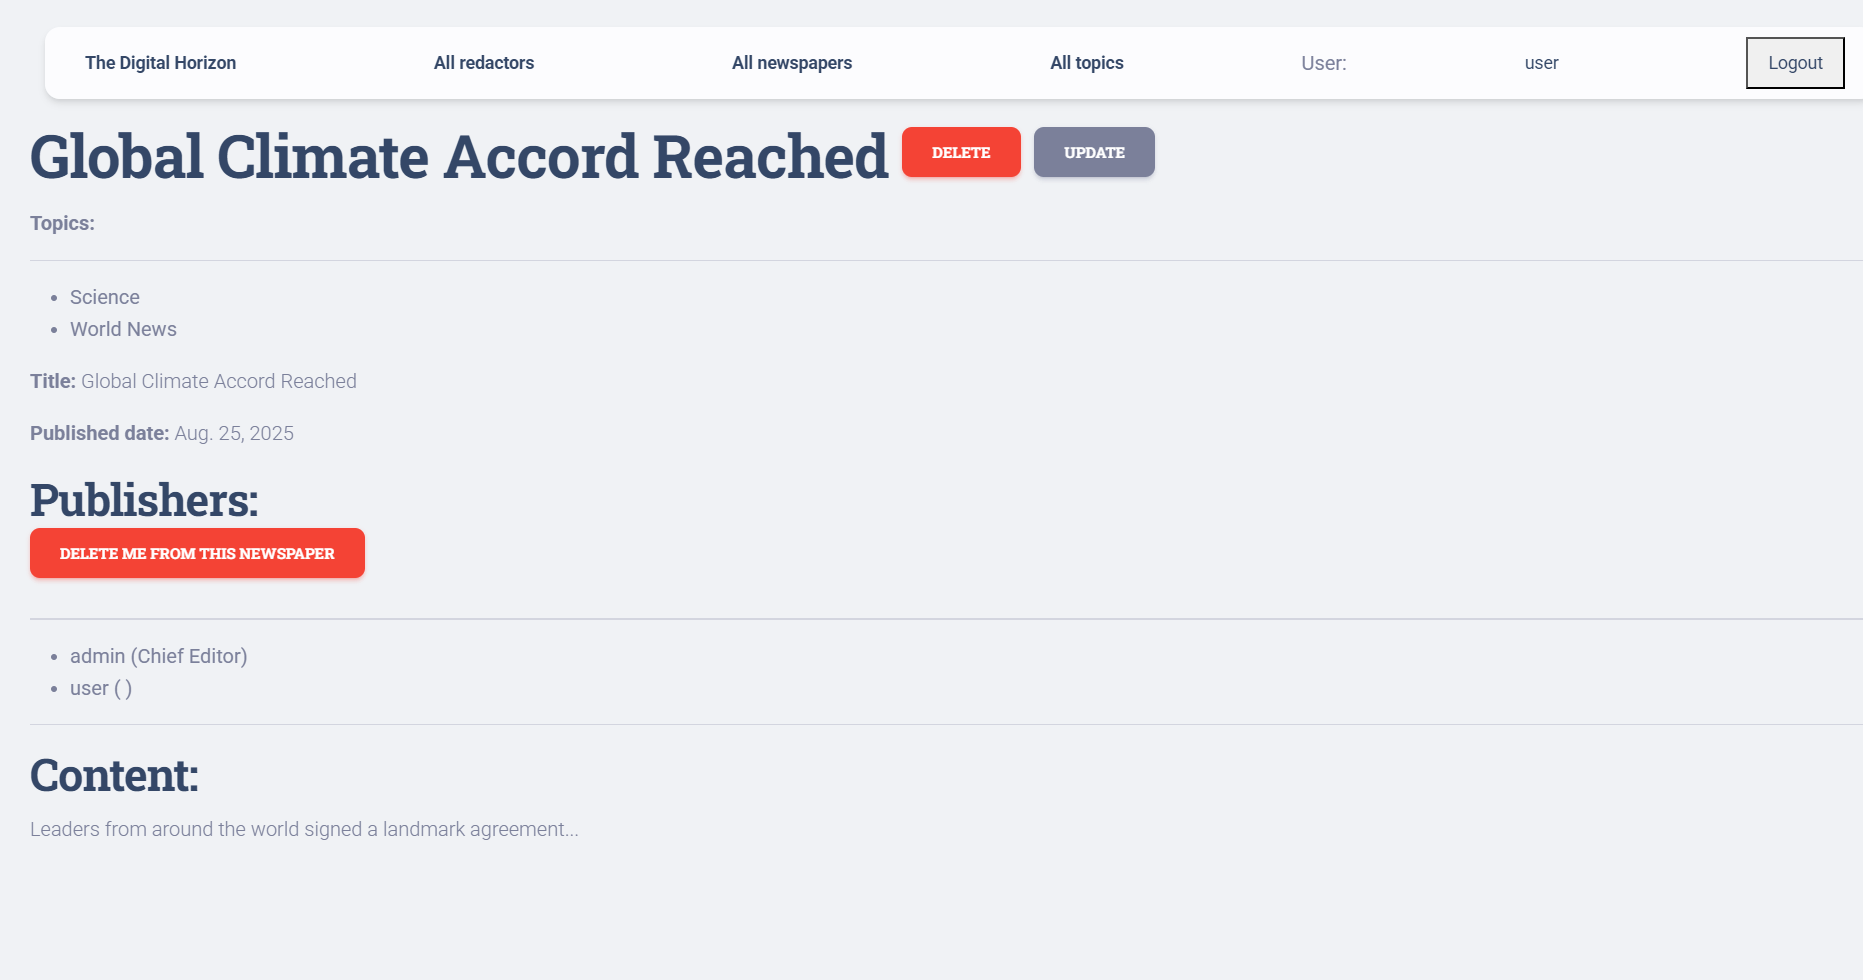 The Digital Horizon All redactors All newspapers All topics User: user Logout
Global Climate Accord Reached DELETE UPDATE
Topics:
Science
World News
Title: Global Climate Accord Reached
Published date: Aug. 25, 2025
Publishers:
DELETE ME FROM THIS NEWSPAPER
admin (Chief Editor)
user ( )
Content:
Leaders from around the world signed a landmark agreement...